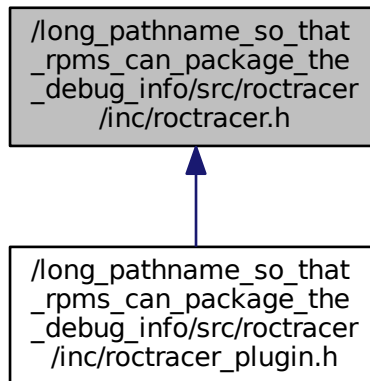 /long_pathname_so_that
_rpms_can_package_the
_debug_info/src/roctracer
/inc/roctracer.h
/long_pathname_so_that
_rpms_can_package_the
_debug_info/src/roctracer
/inc/roctracer_plugin.h